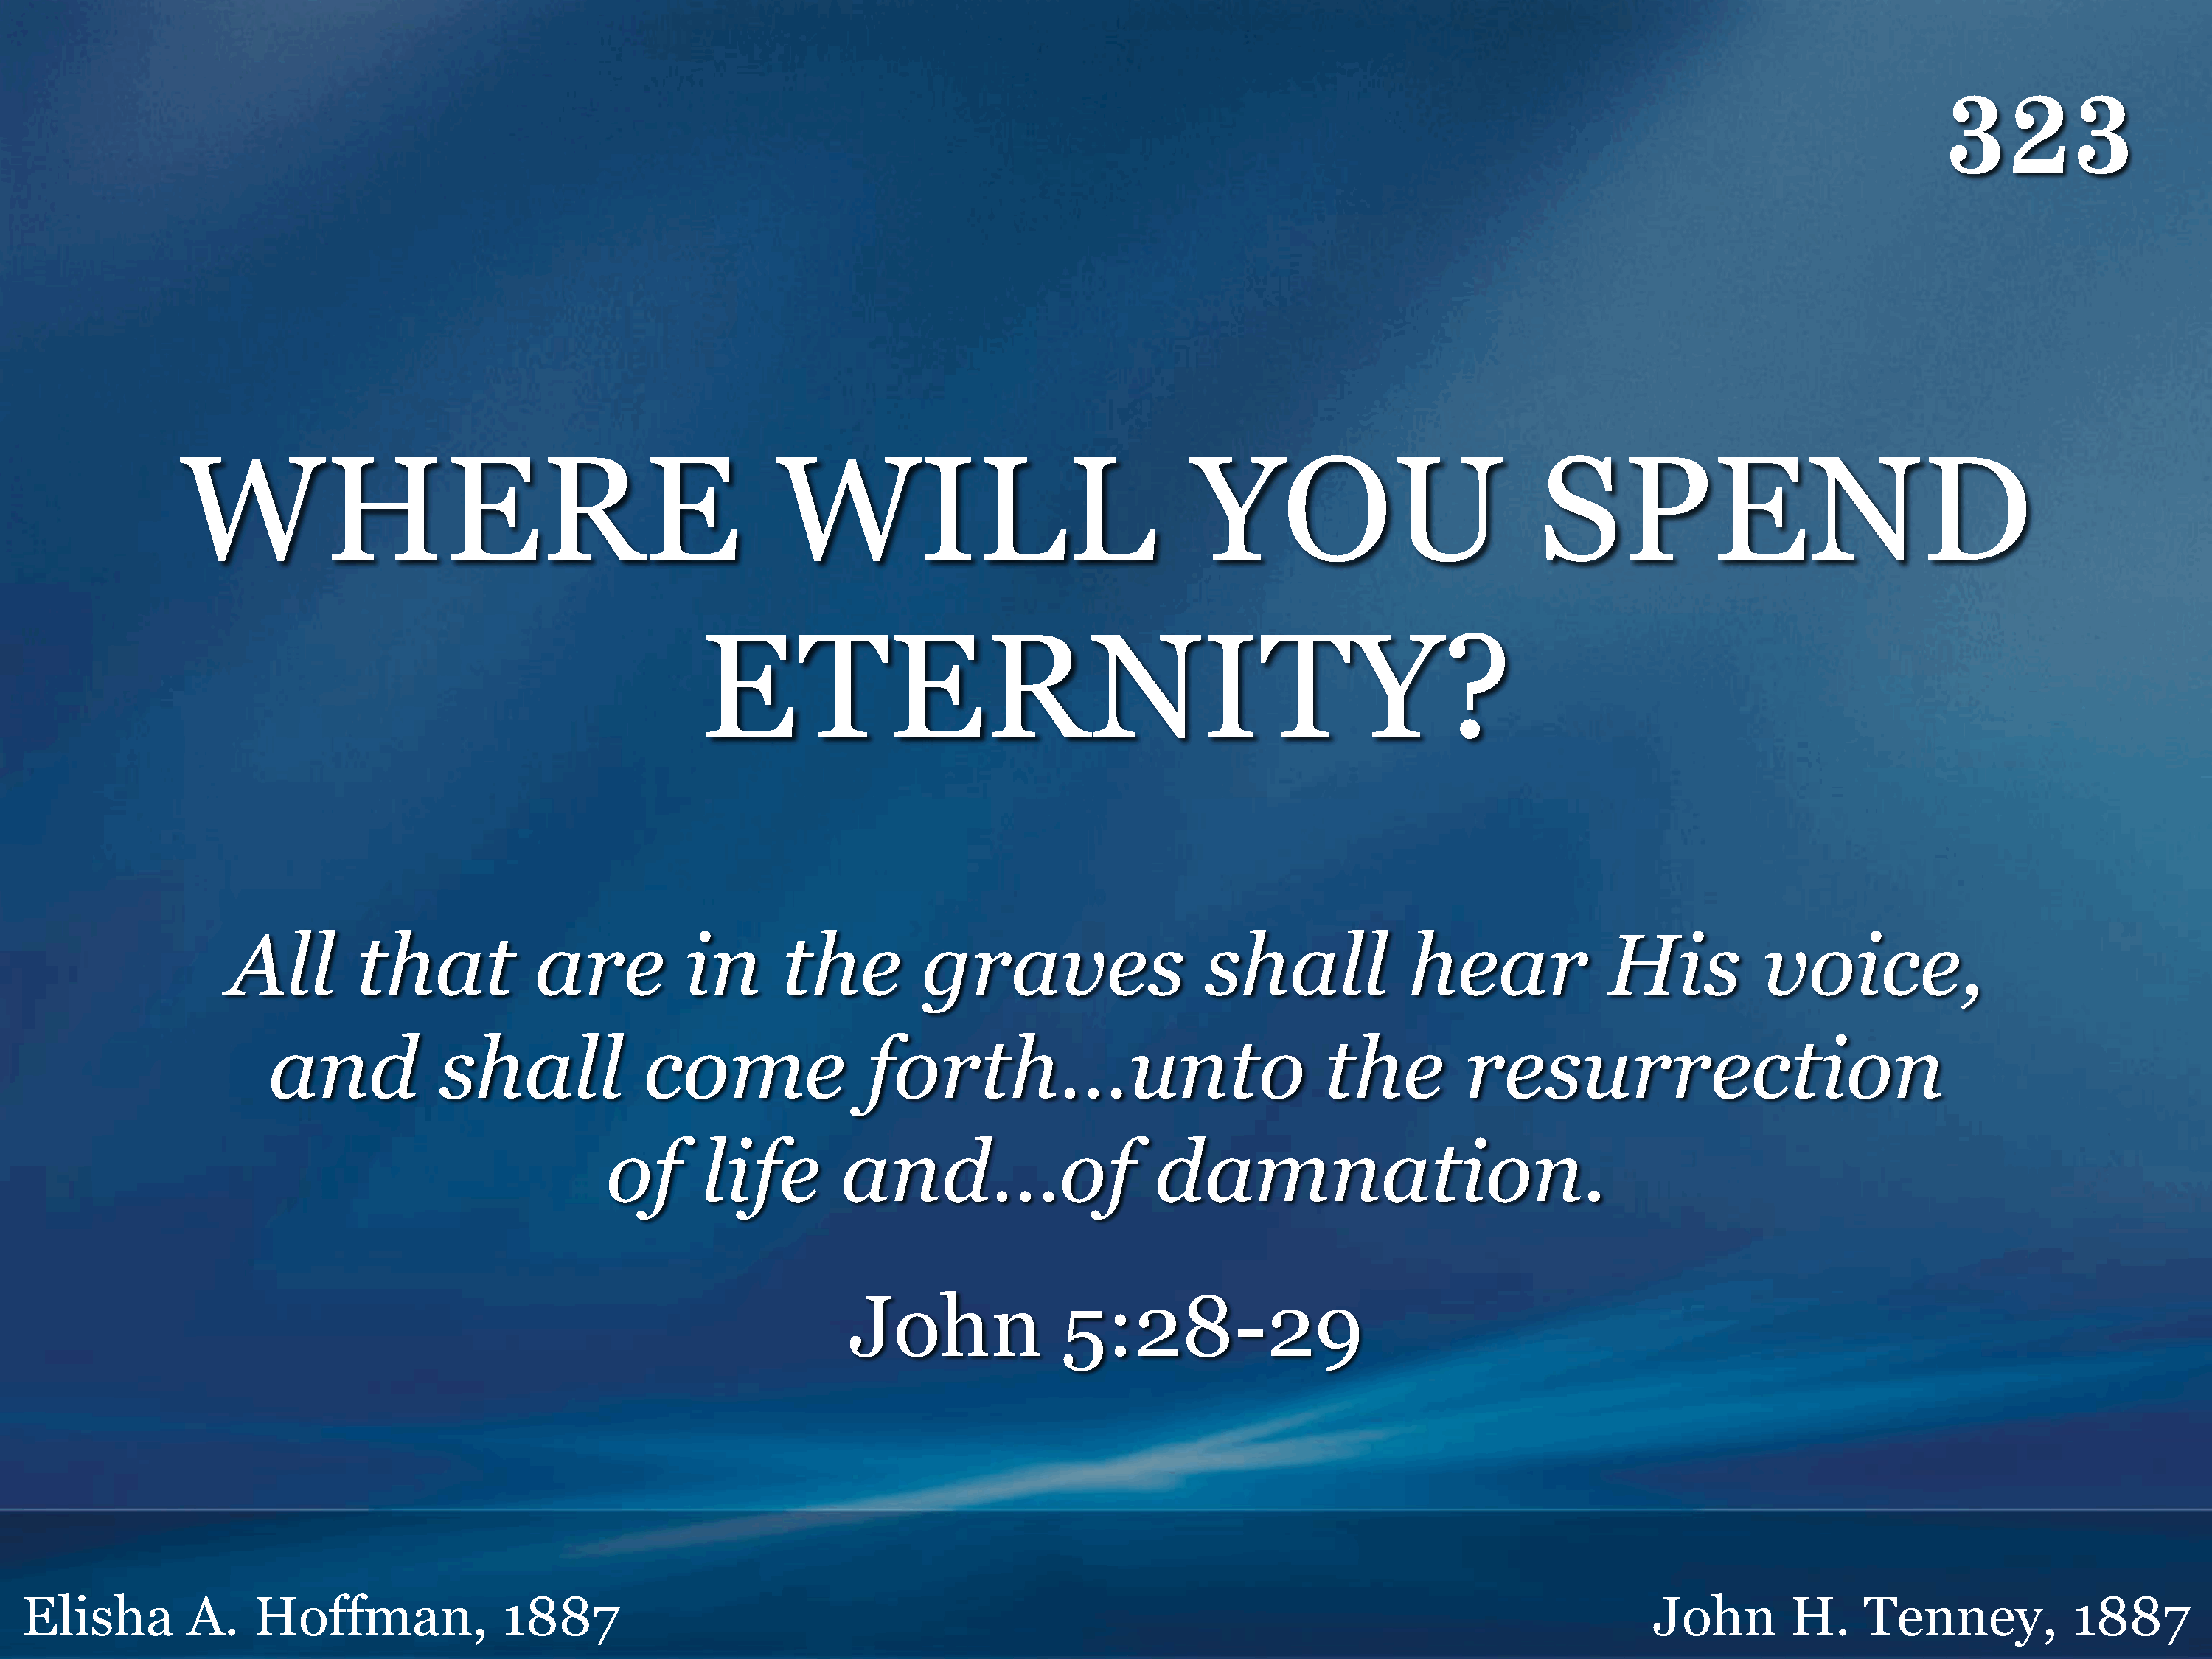 323
WHERE WILL YOU SPEND
ETERNITY?
All that are in the graves shall hear His voice,
and shall come forth...unto the resurrection
of life and...of damnation.
John 5:28-29
Elisha A. Hoffman, 1887
John H. Tenney, 1887